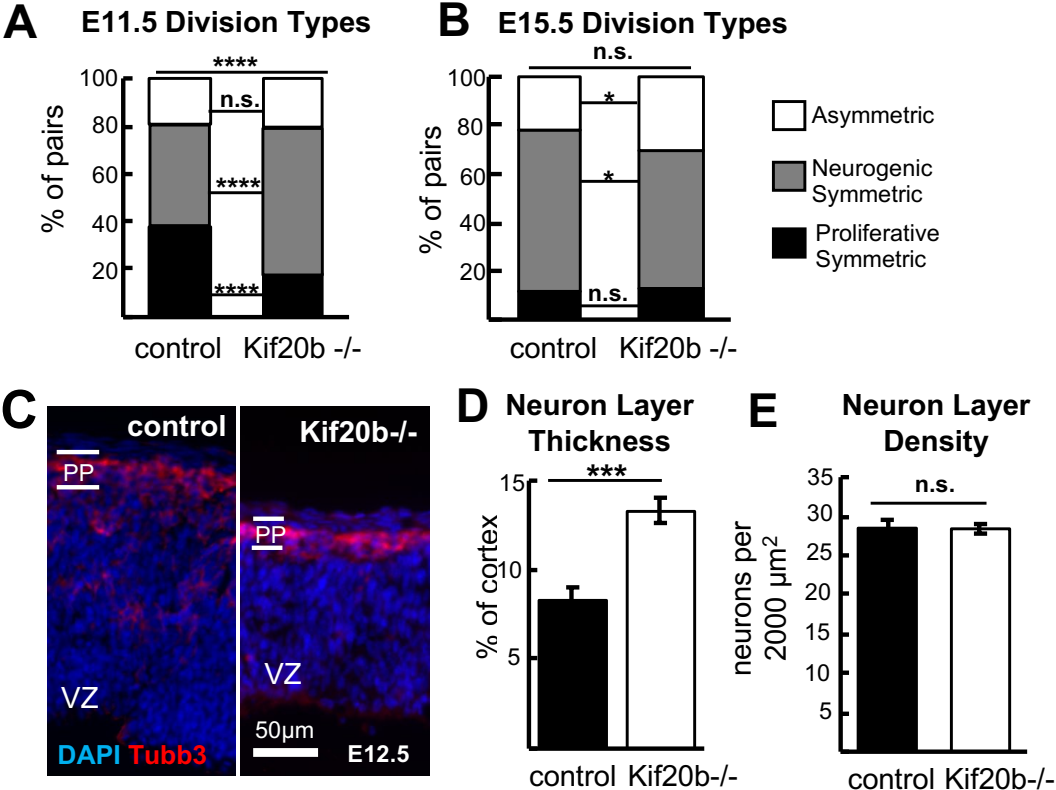 A
E11.5 Division Types
% of pairs
100
80
60
40
20
****
n.s.
****
****
control
Kif20b -/-
B
E15.5 Division Types
% of pairs
100
80
60
40
20
n.s.
*
*
n.s.
control
Kif20b -/-
Asymmetric
Neurogenic
Symmetric
Proliferative
Symmetric
C
control
PP
VZ
DAPI Tubb3
Kif20b-/-
PP
VZ
50μm
E12.5
D
Neuron Layer
Thickness
% of cortex
15
10
5
***
control
Kif20b-/-
E
Neuron Layer
Density
neurons per
2000 μm²
35
30
25
20
15
10
5
n.s.
control
Kif20b-/-